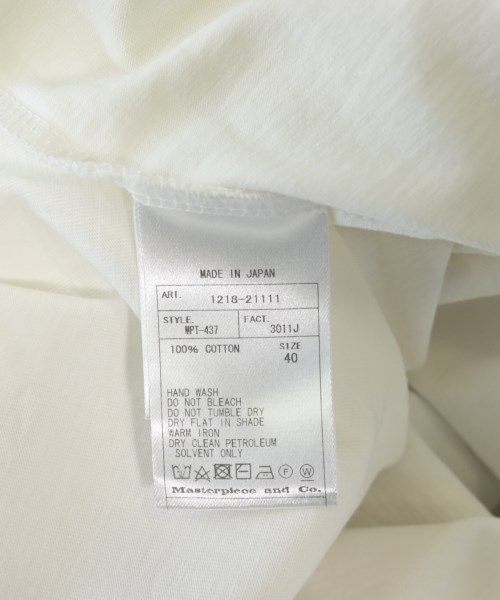 MADE IN JAPAN
ART. 1218-21111
STYLE. MPT-437 FACT. 3011J
100% COTTON SIZE 40
HAND WASH
DO NOT BLEACH
DO NOT TUMBLE DRY
DRY FLAT IN SHADE
WARM IRON
DRY CLEAN PETROLEUM
SOLVENT ONLY
P W
Masterpiece and Co.